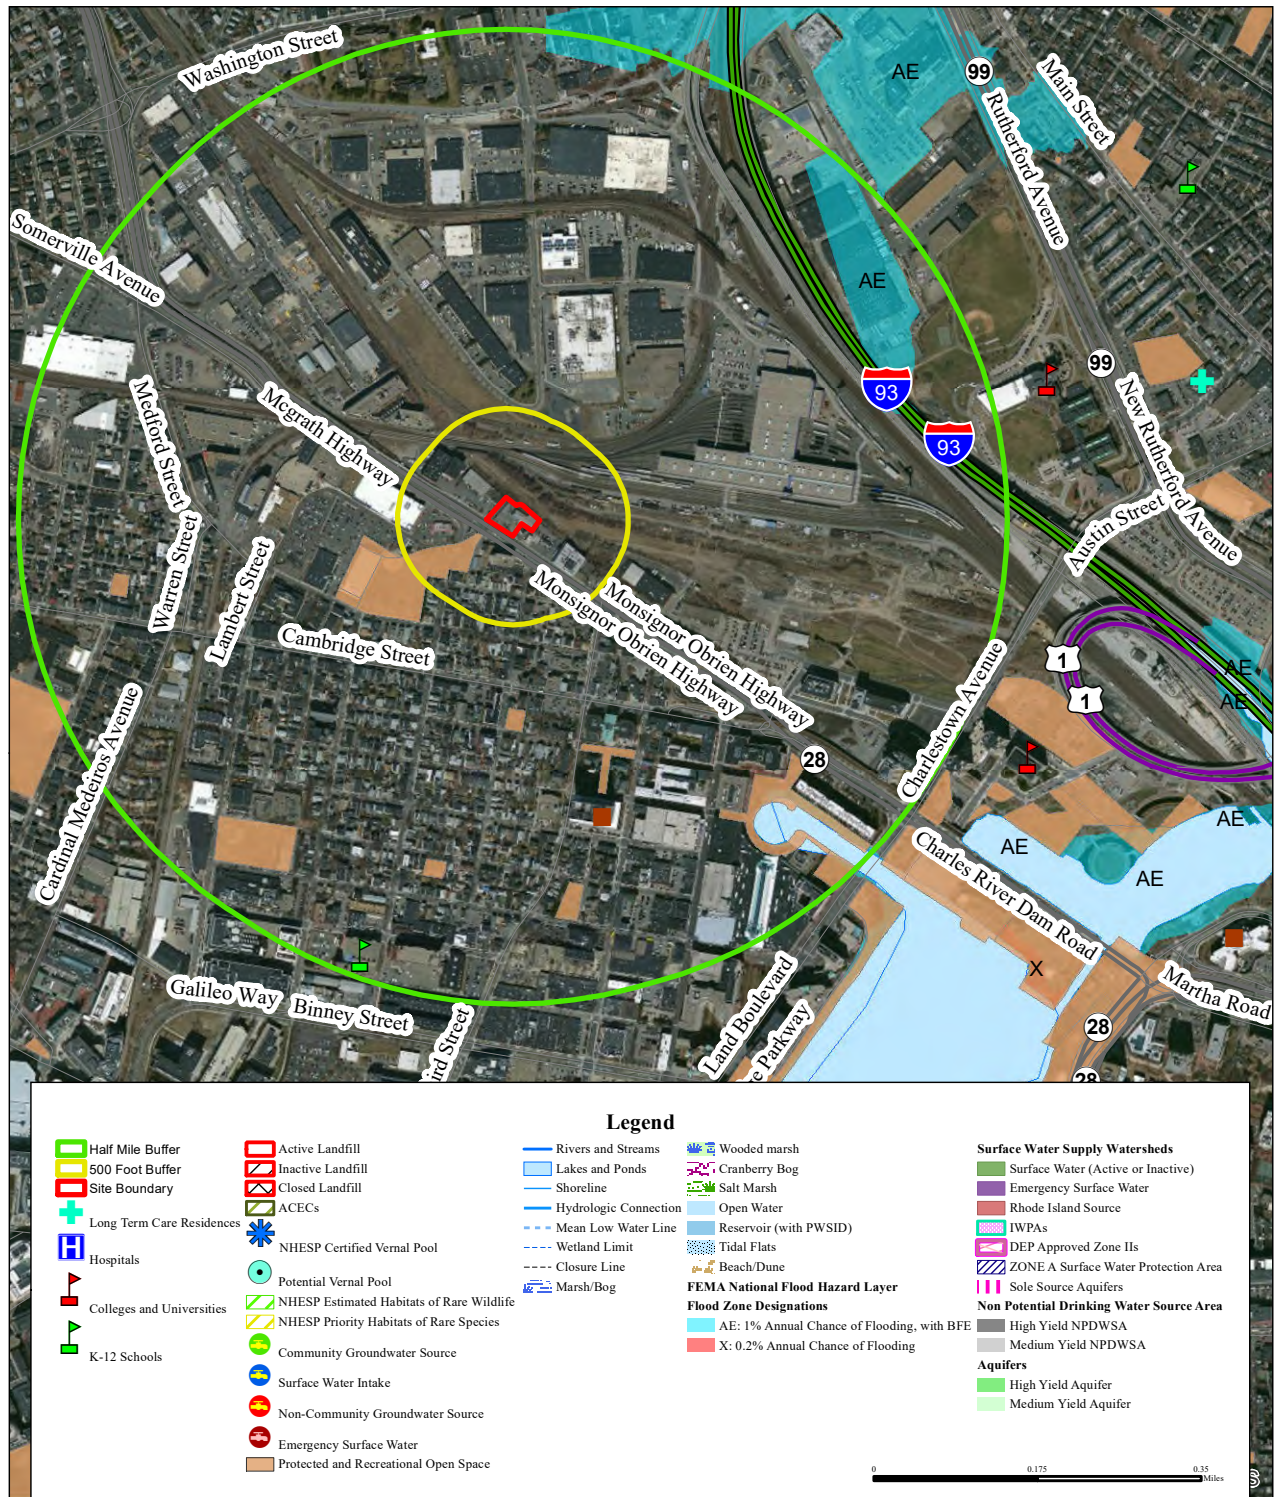 Washington Street
AE
99
Main Street
Rutherford Avenue
Somerville Avenue
AE
99
93
Medford Street
Mcgrath Highway
New Rutherford Avenue
93
Austin Street
Warren Street
Lambert Street
Monsignor Obrien Highway
Monsignor Obrien Highway
Cambridge Street
1
AE
1
AE
Cardinal Medeiros Avenue
Charlestown Avenue
28
AE
AE
AE
Charles River Dam Road
X
Martha Road
Galileo Way
Binney Street
ird Street
Land Boulevard
e Parkway
28
28
Legend
Half Mile Buffer
500 Foot Buffer
Site Boundary
Long Term Care Residences
H
Hospitals
Colleges and Universities
K-12 Schools
Active Landfill
Inactive Landfill
Closed Landfill
ACECs
NHESP Certified Vernal Pool
Potential Vernal Pool
NHESP Estimated Habitats of Rare Wildlife
NHESP Priority Habitats of Rare Species
Community Groundwater Source
Surface Water Intake
Non-Community Groundwater Source
Emergency Surface Water
Protected and Recreational Open Space
Rivers and Streams
Lakes and Ponds
Shoreline
Hydrologic Connection
Mean Low Water Line
Wetland Limit
Closure Line
Marsh/Bog
Wooded marsh
Cranberry Bog
Salt Marsh
Open Water
Reservoir (with PWSID)
Tidal Flats
Beach/Dune
FEMA National Flood Hazard Layer
Flood Zone Designations
AE: 1% Annual Chance of Flooding, with BFE
X: 0.2% Annual Chance of Flooding
Surface Water Supply Watersheds
Surface Water (Active or Inactive)
Emergency Surface Water
Rhode Island Source
IWPAs
DEP Approved Zone IIs
ZONE A Surface Water Protection Area
Sole Source Aquifers
Non Potential Drinking Water Source Area
High Yield NPDWSA
Medium Yield NPDWSA
Aquifers
High Yield Aquifer
Medium Yield Aquifer
0 0.175 0.35
Miles